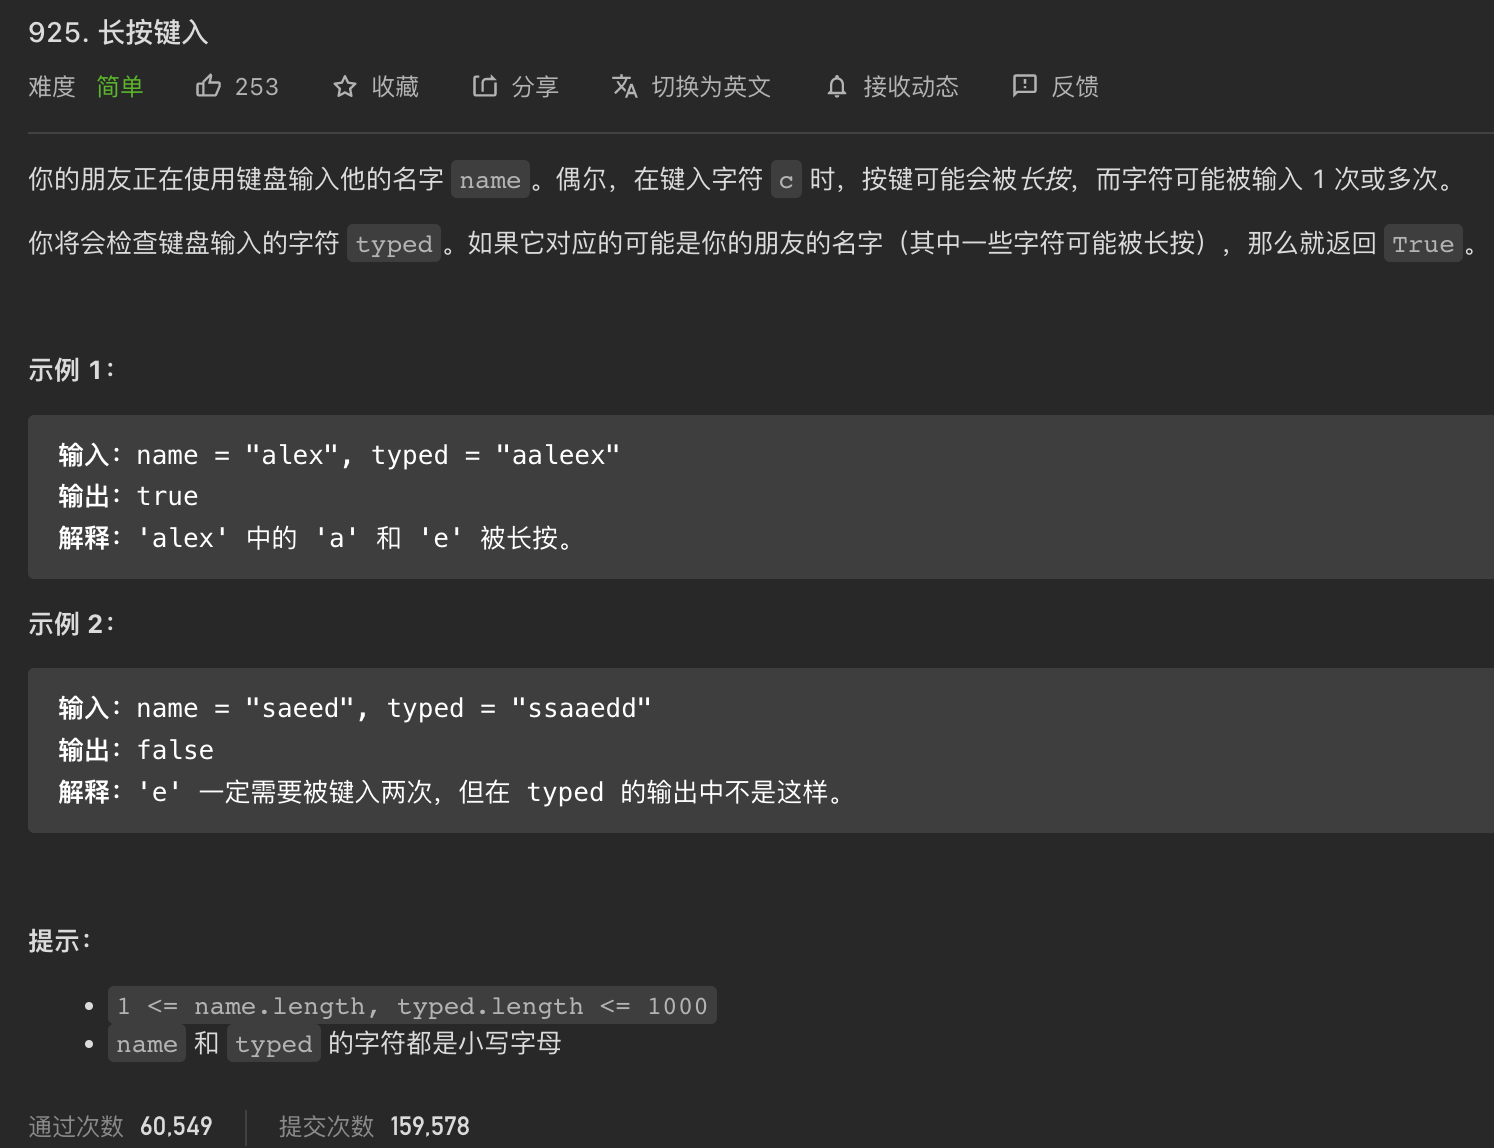 925. 长按键入
难度 简单 253 收藏 分享 切换为英文 接收动态 反馈
你的朋友正在使用键盘输入他的名字 name。偶尔，在键入字符 c 时，按键可能会被长按，而字符可能被输入 1 次或多次。
你将会检查键盘输入的字符 typed。如果它对应的可能是你的朋友的名字（其中一些字符可能被长按），那么就返回 True。
示例 1：
输入：name = "alex", typed = "aaleex"
输出：true
解释：'alex' 中的 'a' 和 'e' 被长按。
示例 2：
输入：name = "saeed", typed = "ssaaedd"
输出：false
解释：'e' 一定需要被键入两次，但在 typed 的输出中不是这样。
提示：
• 1 <= name.length, typed.length <= 1000
• name 和 typed 的字符都是小写字母
通过次数 60,549 提交次数 159,578